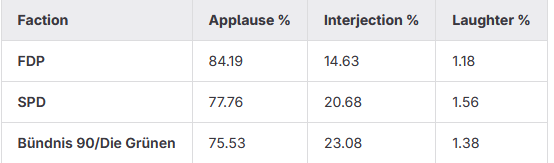 Faction Applause % Interjection % Laughter %
FDP 84.19 14.63 1.18
SPD 77.76 20.68 1.56
Bündnis 90/Die Grünen 75.53 23.08 1.38